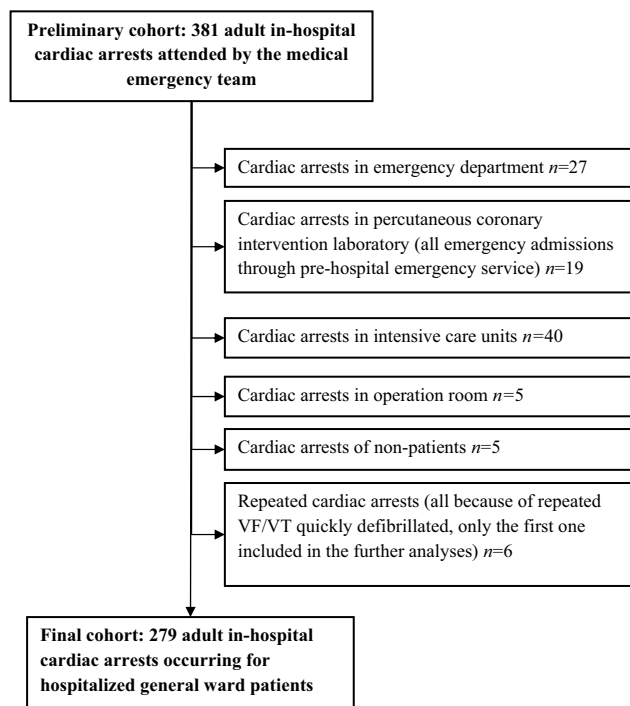 Preliminary cohort: 381 adult in-hospital
cardiac arrests attended by the medical
emergency team
Cardiac arrests in emergency department n=27
Cardiac arrests in percutaneous coronary
intervention laboratory (all emergency admissions
through pre-hospital emergency service) n=19
Cardiac arrests in intensive care units n=40
Cardiac arrests in operation room n=5
Cardiac arrests of non-patients n=5
Repeated cardiac arrests (all because of repeated
VF/VT quickly defibrillated, only the first one
included in the further analyses) n=6
Final cohort: 279 adult in-hospital
cardiac arrests occurring for
hospitalized general ward patients